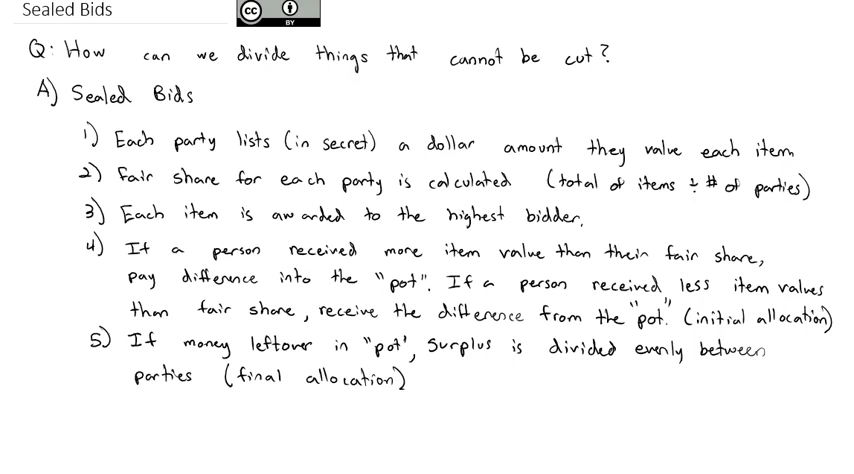 Sealed Bids
cc BY
Q: How can we divide things that cannot be cut?
A) Sealed Bids
1) Each party lists (in secret) a dollar amount they value each item
2) Fair share for each party is calculated (total of items ÷ # of parties)
3) Each item is awarded to the highest bidder.
4) If a person received more item value than their fair share,
pay difference into the "pot". If a person received less item values
than fair share, receive the difference from the "pot." (initial allocation)
5) If money leftover in "pot", surplus is divided evenly between
parties (final allocation)